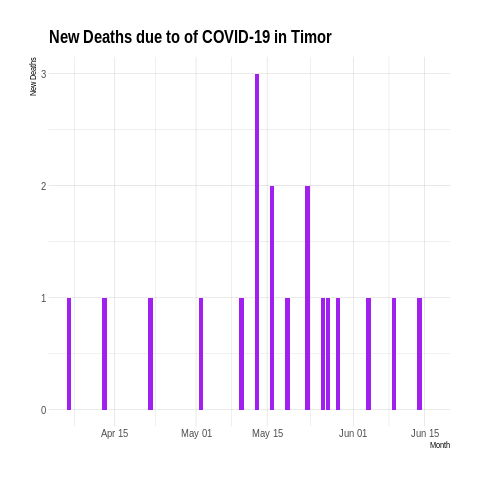 New Deaths due to of COVID-19 in Timor
New Deaths
3
2
1
0
Apr 15 May 01 May 15 Jun 01 Jun 15
Month